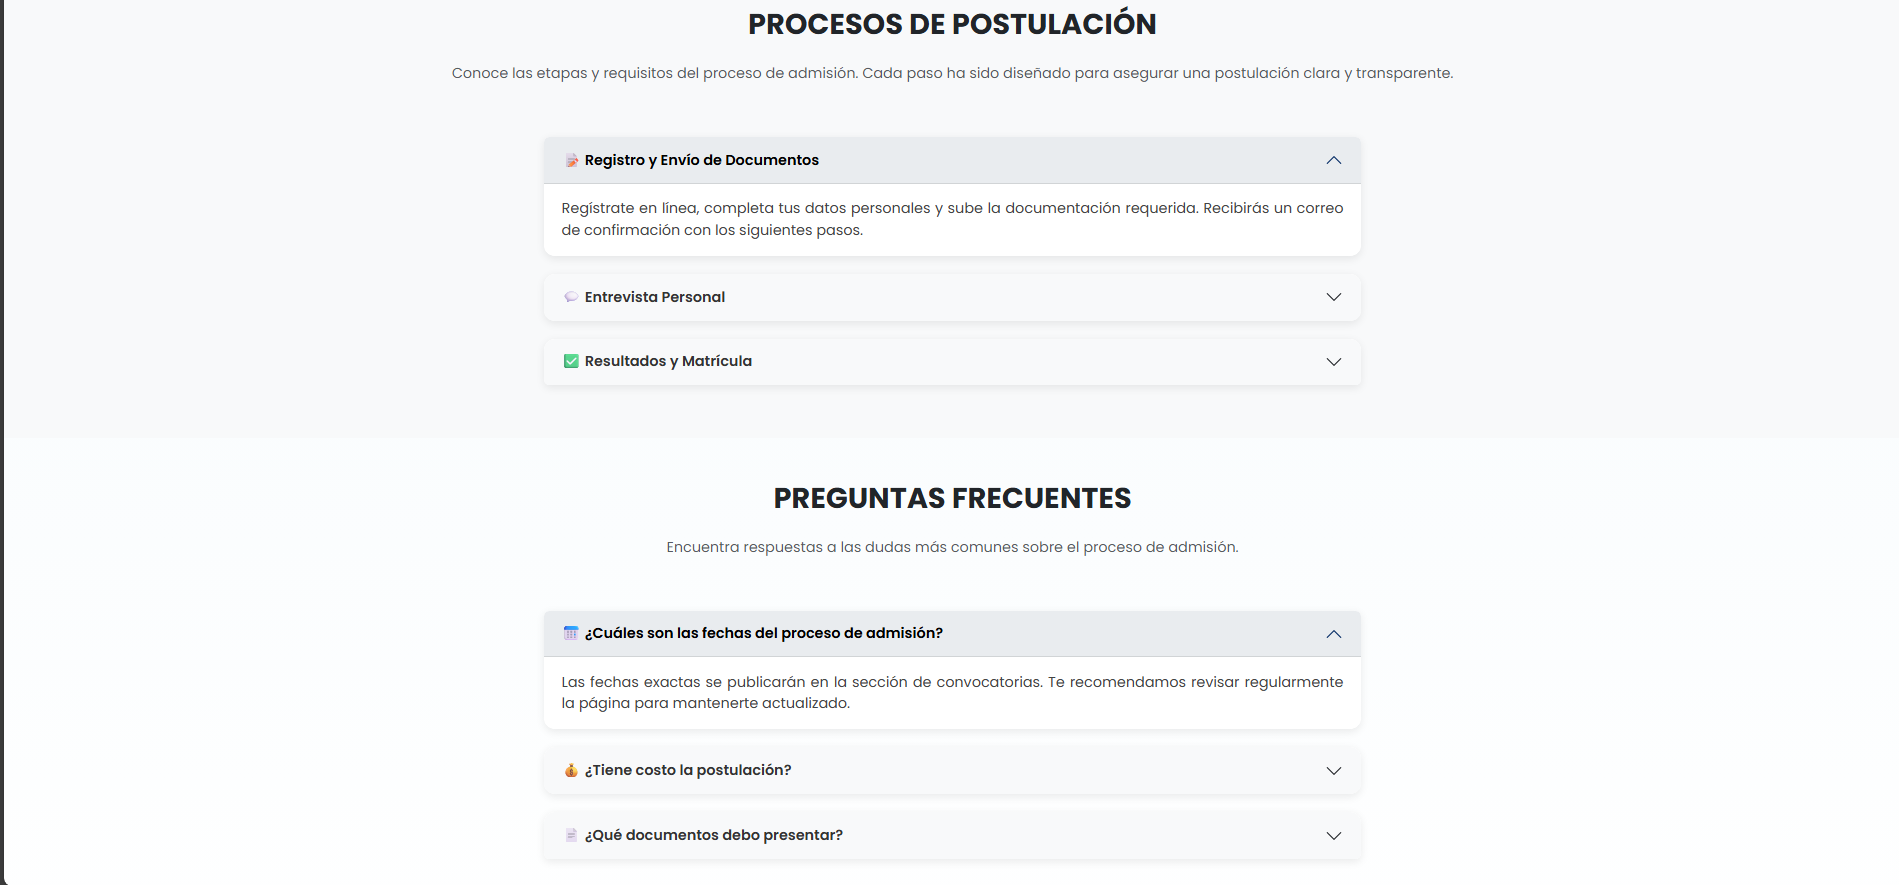 PROCESOS DE POSTULACIÓN
Conoce las etapas y requisitos del proceso de admisión. Cada paso ha sido diseñado para asegurar una postulación clara y transparente.
Registro y Envío de Documentos
Regístrate en línea, completa tus datos personales y sube la documentación requerida. Recibirás un correo
de confirmación con los siguientes pasos.
Entrevista Personal
Resultados y Matrícula
PREGUNTAS FRECUENTES
Encuentra respuestas a las dudas más comunes sobre el proceso de admisión.
¿Cuáles son las fechas del proceso de admisión?
Las fechas exactas se publicarán en la sección de convocatorias. Te recomendamos revisar regularmente
la página para mantenerte actualizado.
¿Tiene costo la postulación?
¿Qué documentos debo presentar?